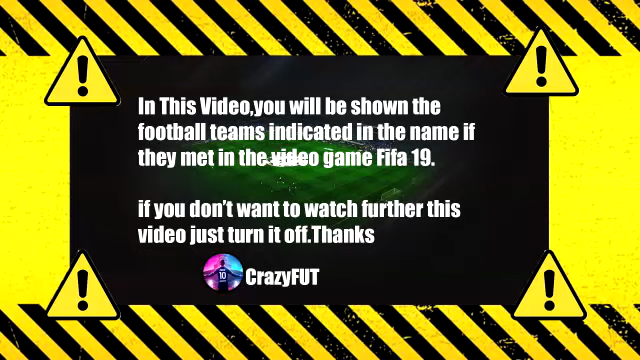 In This Video,you will be shown the
football teams indicated in the name if
they met in the video game Fifa 19.
if you don't want to watch further this
video just turn it off.Thanks
10
CrazyFUT